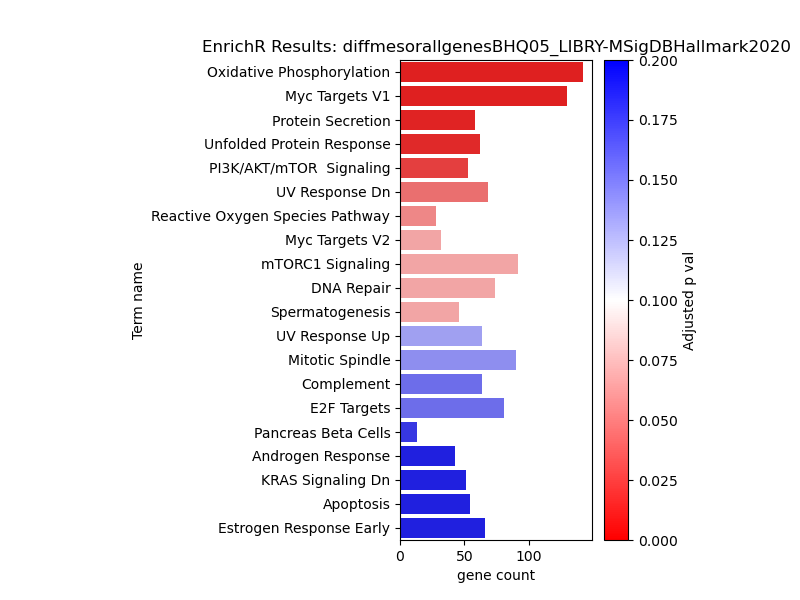 EnrichR Results: diffmesorallgenesBHQ05_LIBRY-MSigDBHallmark2020
Oxidative Phosphorylation
Myc Targets V1
Protein Secretion
Unfolded Protein Response
PI3K/AKT/mTOR  Signaling
UV Response Dn
Reactive Oxygen Species Pathway
Myc Targets V2
mTORC1 Signaling
DNA Repair
Spermatogenesis
UV Response Up
Mitotic Spindle
Complement
E2F Targets
Pancreas Beta Cells
Androgen Response
KRAS Signaling Dn
Apoptosis
Estrogen Response Early
Term name
0 50 100
gene count
0.200
0.175
0.150
0.125
0.100
0.075
0.050
0.025
0.000
Adjusted p val